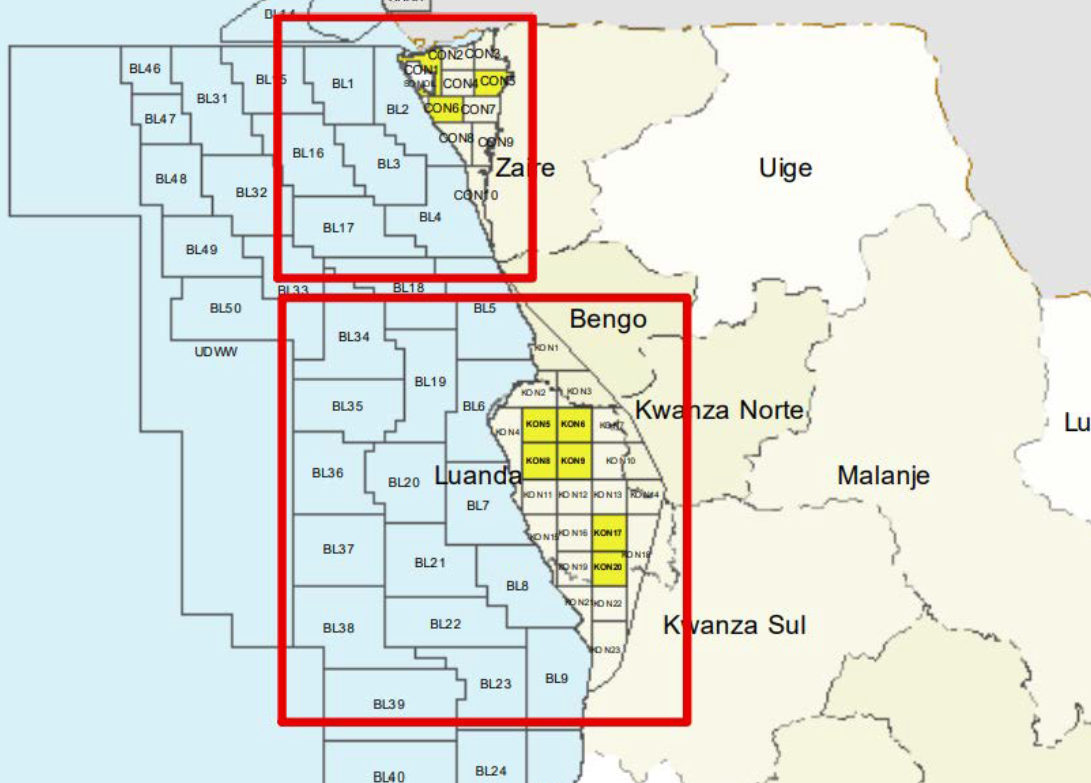 BL14
BL46
BL31
BL15
BL1
BL2
CON1
CON2
CON3
CON4
CON5
CON6
CON7
CON8
CON9
CON10
BL47
BL16
BL3
Zaire
Uige
BL48
BL32
BL17
BL4
BL49
BL33
BL18
BL50
BL5
UDWW
BL34
Bengo
KON1
BL19
KON2
KON3
BL35
BL6
Kwanza Norte
KON4
KON5
KON6
KON7
Lu
KON8
KON9
KON10
BL36
BL20
Luanda
Malanje
KON11
KON12
KON13
KON14
BL7
KON15
KON16
KON17
BL37
BL21
KON18
KON19
KON20
BL8
KON21
KON22
BL38
BL22
Kwanza Sul
KON23
BL23
BL9
BL39
BL40
BL24